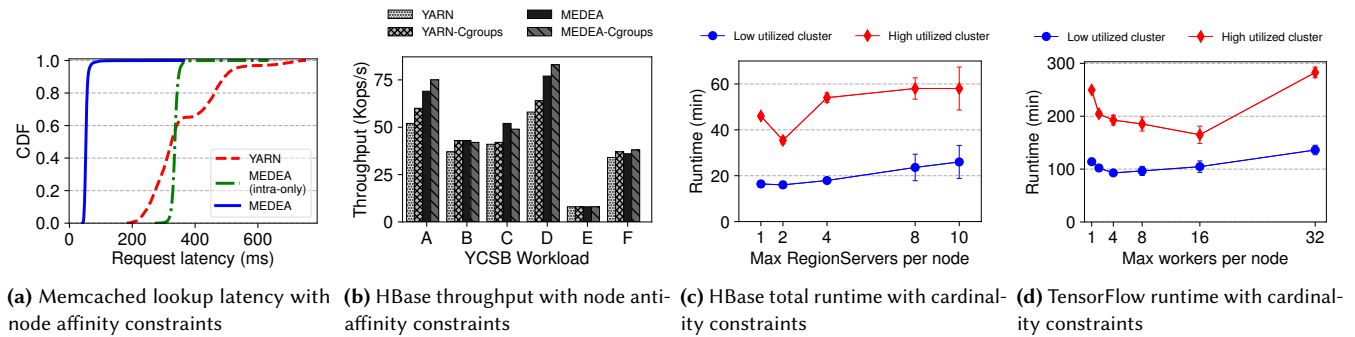 CDF
1.0
0.8
0.6
0.4
0.2
0.0
YARN
MEDEA
(intra-only)
MEDEA
0
200
400
600
Request latency (ms)
(a) Memcached lookup latency with
node affinity constraints
YARN
YARN-Cgroups
MEDEA
MEDEA-Cgroups
Throughput (Kops/s)
75
50
25
0
A
B
C
D
E
F
YCSB Workload
(b) HBase throughput with node anti-
affinity constraints
Low utilized cluster
High utilized cluster
Runtime (min)
60
40
20
0
1
2
4
8
10
Max RegionServers per node
(c) HBase total runtime with cardinal-
ity constraints
Low utilized cluster
High utilized cluster
Runtime (min)
300
200
100
0
1
4
8
16
32
Max workers per node
(d) TensorFlow runtime with cardinal-
ity constraints